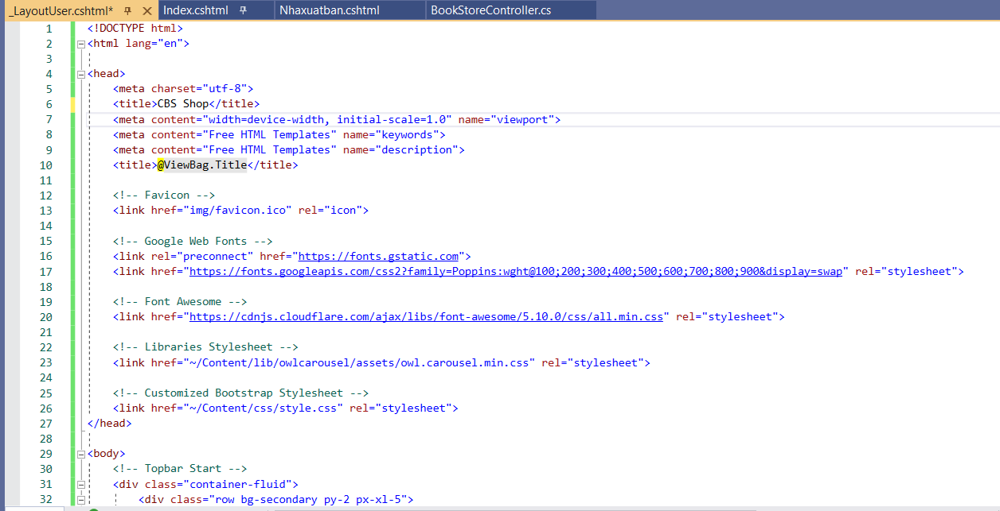 _LayoutUser.cshtml* Index.cshtml Nhaxuatban.cshtml BookStoreController.cs
1 <!DOCTYPE html>
2 <html lang="en">
3
4 <head>
5 <meta charset="utf-8">
6 <title>CBS Shop</title>
7 <meta content="width=device-width, initial-scale=1.0" name="viewport">
8 <meta content="Free HTML Templates" name="keywords">
9 <meta content="Free HTML Templates" name="description">
10 <title>@ViewBag.Title</title>
11
12 <!-- Favicon -->
13 <link href="img/favicon.ico" rel="icon">
14
15 <!-- Google Web Fonts -->
16 <link rel="preconnect" href="https://fonts.gstatic.com">
17 <link href="https://fonts.googleapis.com/css2?family=Poppins:wght@100;200;300;400;500;600;700;800;900&display=swap" rel="stylesheet">
18
19 <!-- Font Awesome -->
20 <link href="https://cdnjs.cloudflare.com/ajax/libs/font-awesome/5.10.0/css/all.min.css" rel="stylesheet">
21
22 <!-- Libraries Stylesheet -->
23 <link href="~/Content/lib/owlcarousel/assets/owl.carousel.min.css" rel="stylesheet">
24
25 <!-- Customized Bootstrap Stylesheet -->
26 <link href="~/Content/css/style.css" rel="stylesheet">
27 </head>
28
29 <body>
30 <!-- Topbar Start -->
31 <div class="container-fluid">
32 <div class="row bg-secondary py-2 px-xl-5">